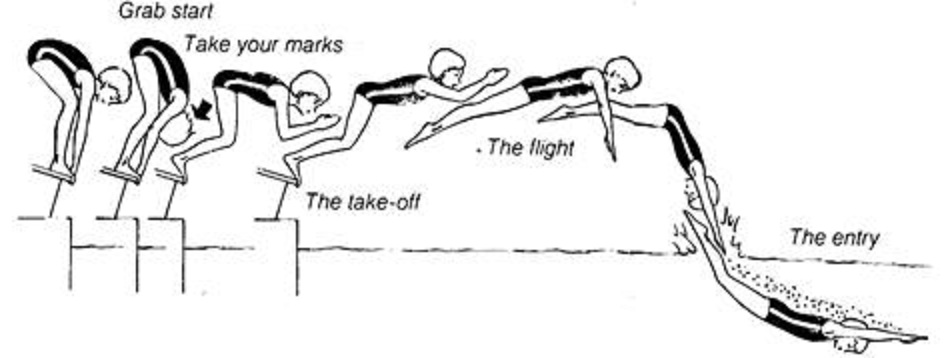 Grab start
Take your marks
The flight
The take-off
The entry